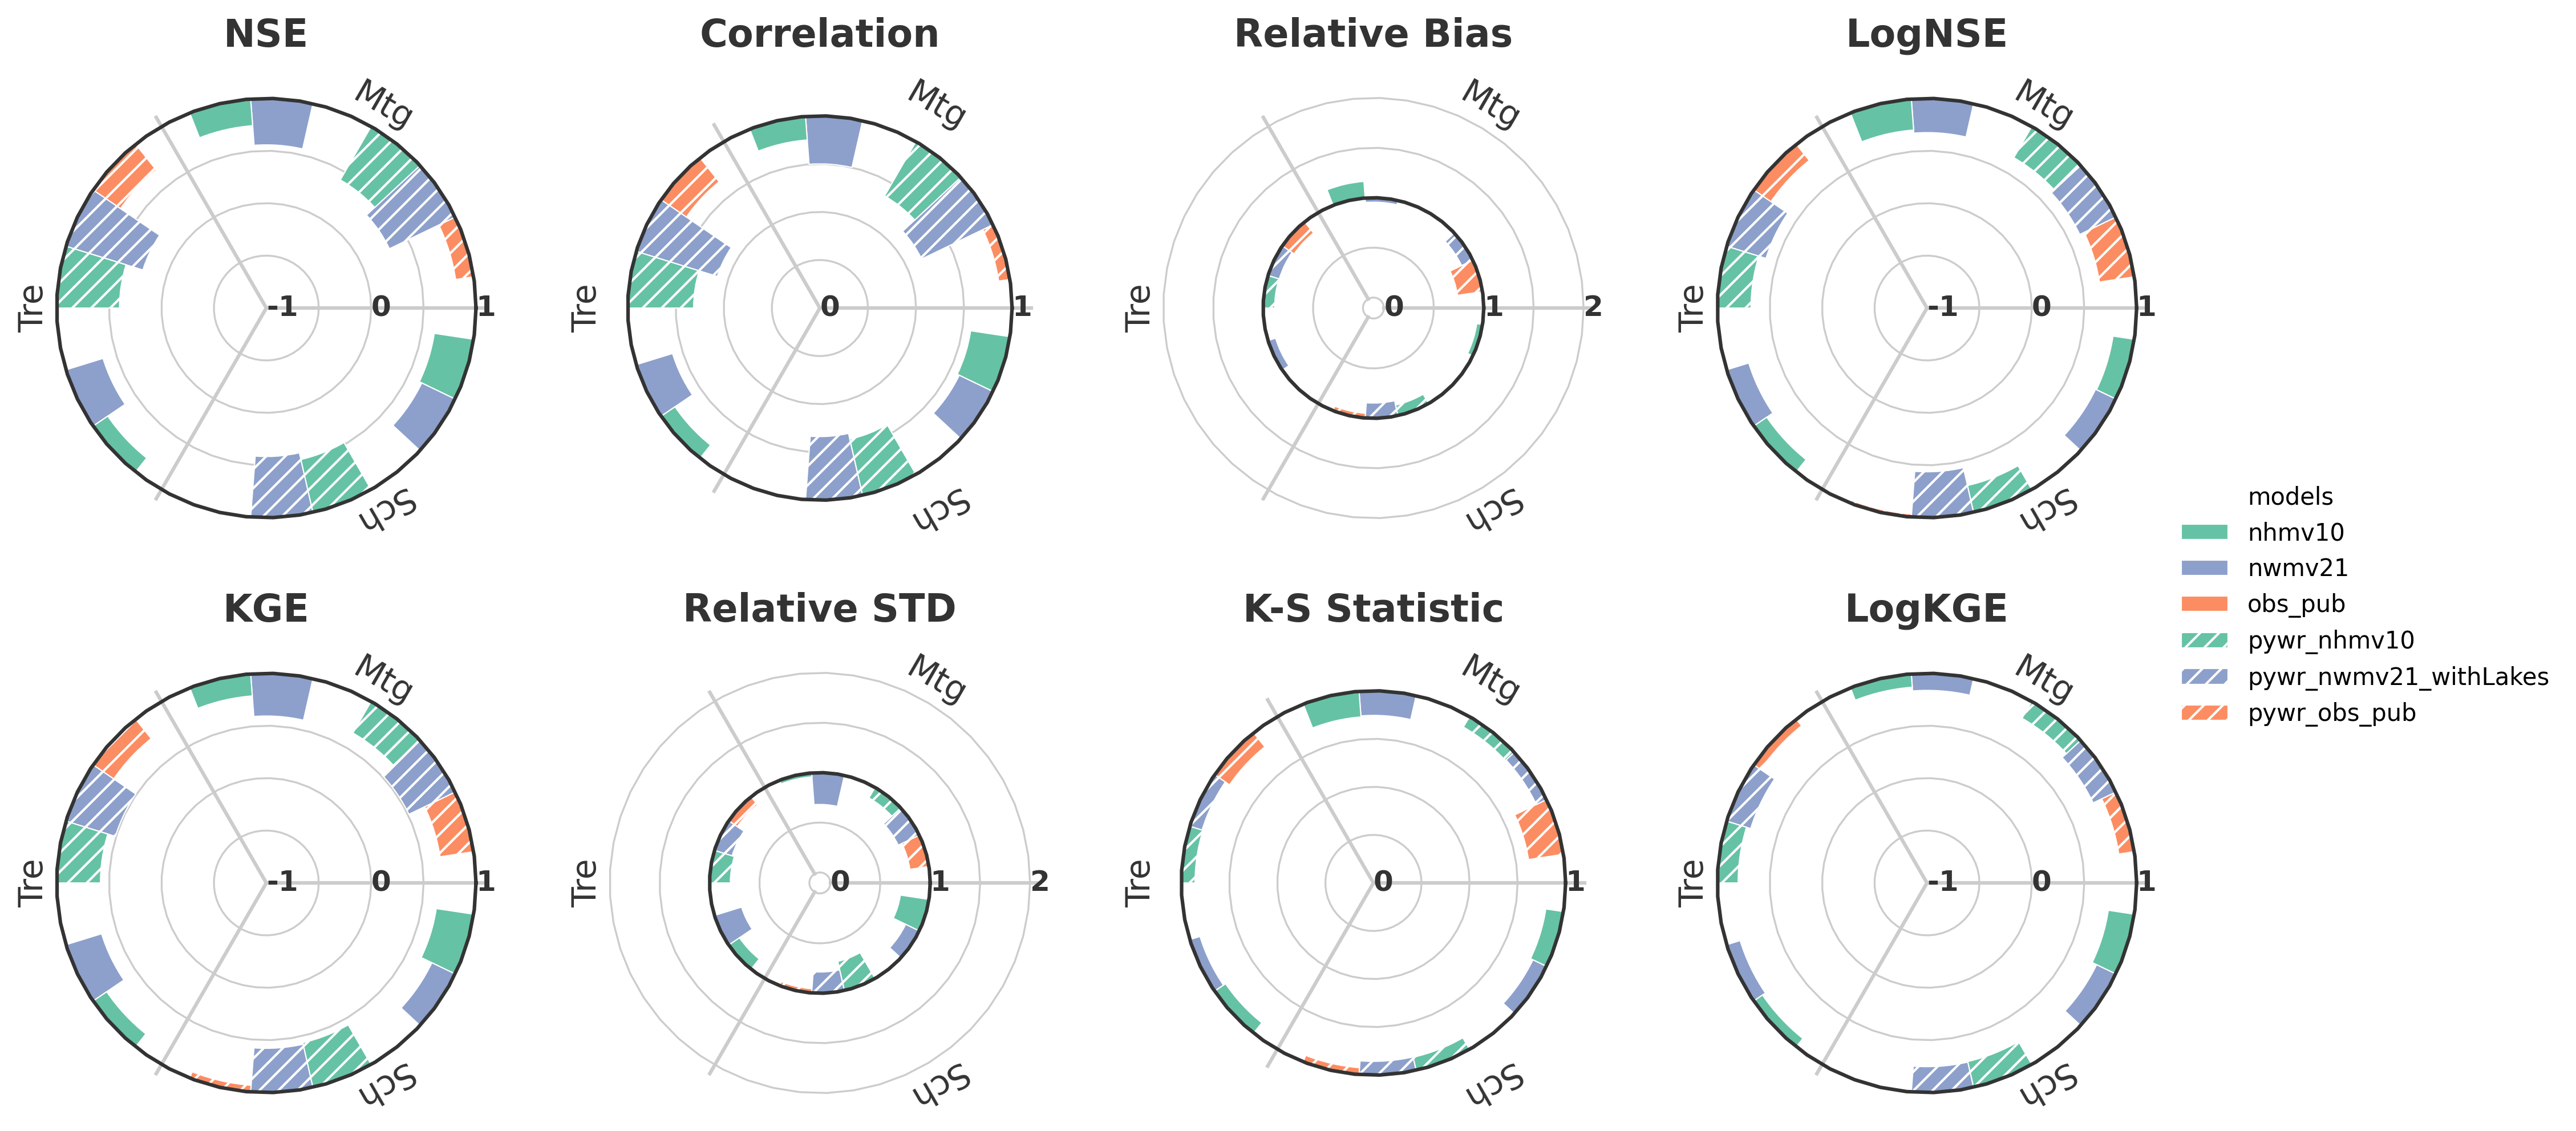 NSE
Correlation
Relative Bias
LogNSE
Mtg
Mtg
Mtg
Mtg
Tre
-1
0
1
Tre
0
1
Tre
0
1
2
Tre
-1
0
1
Sch
Sch
Sch
Sch
models
nhmv10
nwmv21
obs_pub
pywr_nhmv10
pywr_nwmv21_withLakes
pywr_obs_pub
KGE
Relative STD
K-S Statistic
LogKGE
Mtg
Mtg
Mtg
Mtg
Tre
-1
0
1
Tre
0
1
2
Tre
0
1
Tre
-1
0
1
Sch
Sch
Sch
Sch